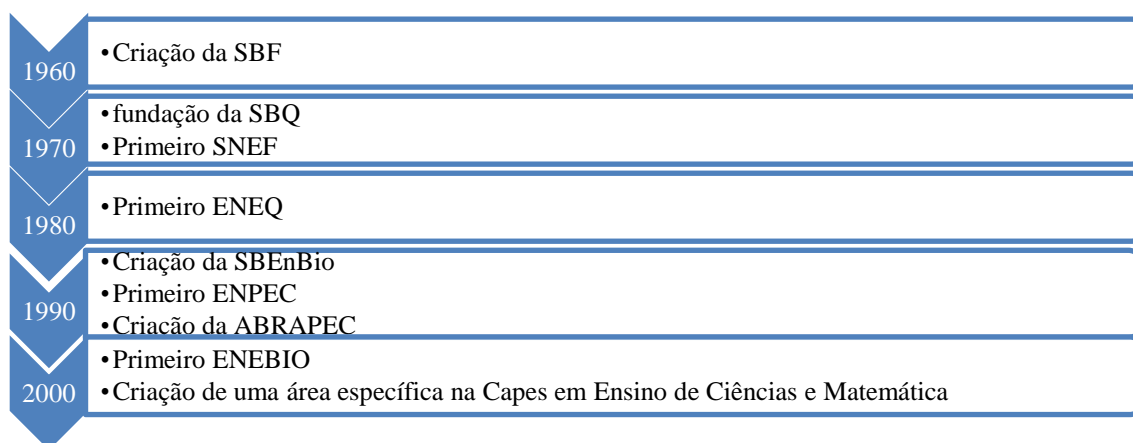 1960
•Criação da SBF
1970
•fundação da SBQ
•Primeiro SNEF
1980
•Primeiro ENEQ
1990
•Criação da SBEnBio
•Primeiro ENPEC
•Criação da ABRAPEC
2000
•Primeiro ENEBIO
•Criação de uma área específica na Capes em Ensino de Ciências e Matemática